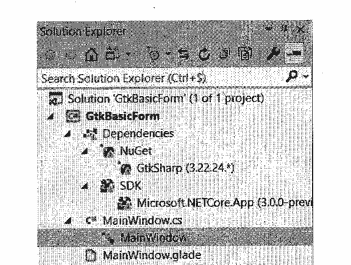 Solution Explorer
Search Solution Explorer (Ctrl+$)
Solution 'GtkBasicForm' (1 of 1 project)
GtkBasicForm
Dependencies
NuGet
GtkSharp (3.22.24.*)
SDK
Microsoft.NETCore.App (3.0.0-previ
C# MainWindow.cs
MainWindow
MainWindow.glade